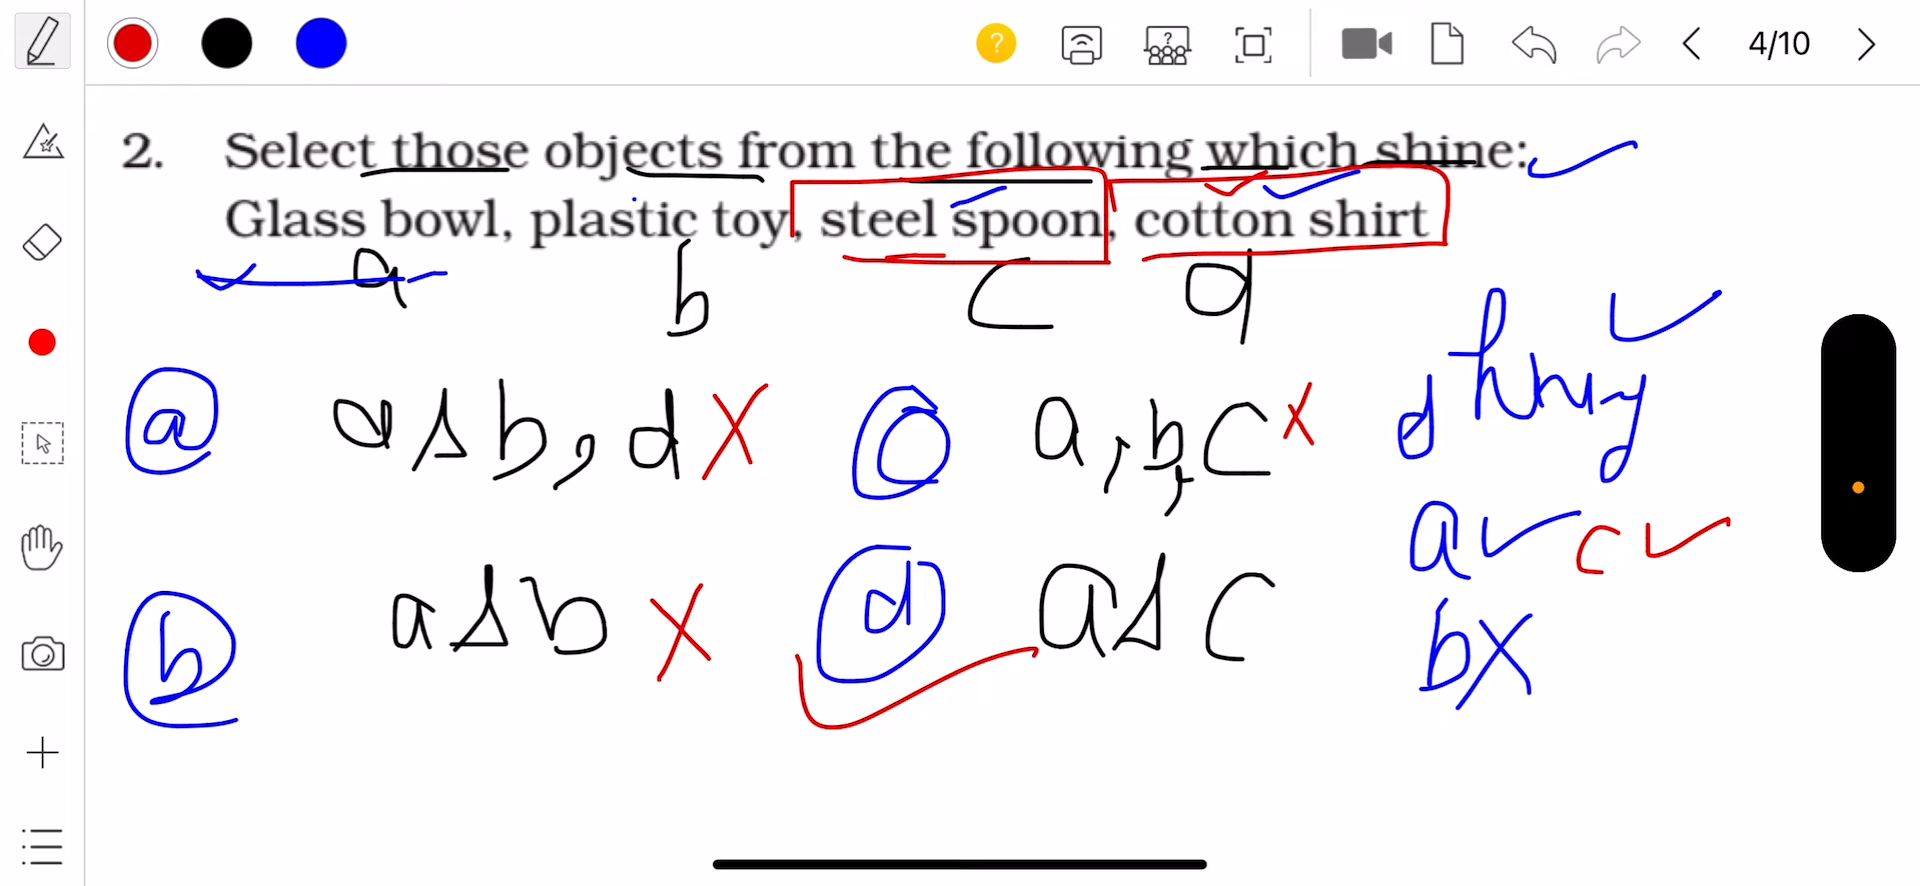 4/10
2. Select those objects from the following which shine:
Glass bowl, plastic toy, steel spoon, cotton shirt
a b c d
a a & b, d X c a, b, c X
d
a ✓ c ✓
b a & b X d a & c
b X